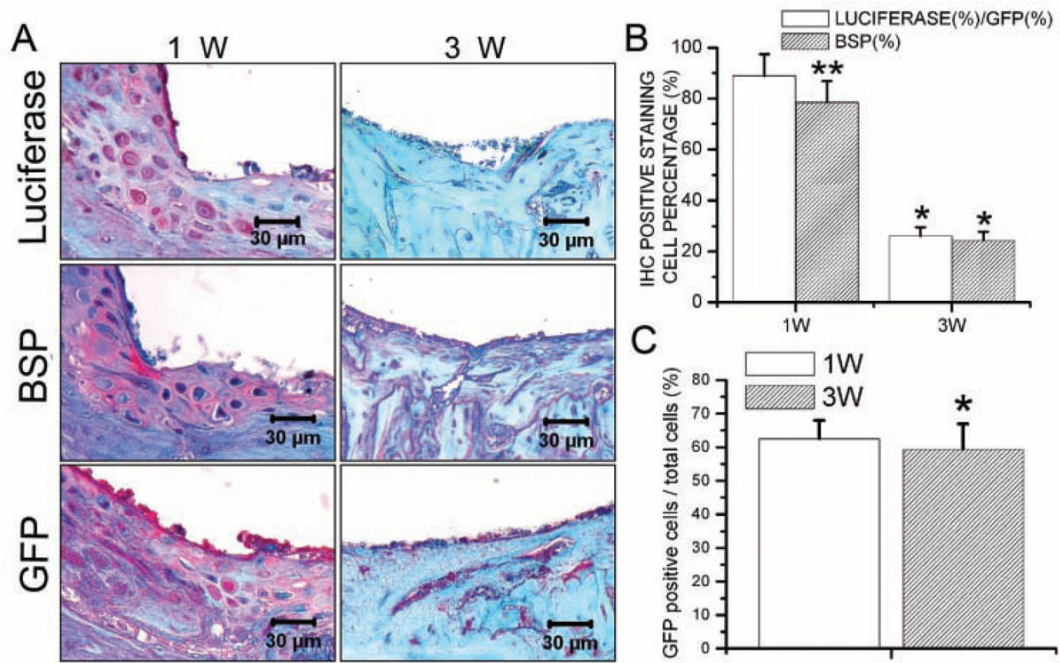 A
1 W
3 W
Luciferase
30 µm
30 µm
BSP
30 µm
30 µm
GFP
30 µm
30 µm
B
LUCIFERASE(%)/GFP(%)
BSP(%)
IHC POSITIVE STAINING
CELL PERCENTAGE (%)
100
80
60
40
20
0
**
*
*
1W
3W
C
1W
3W
GFP positive cells / total cells (%)
80
70
60
50
40
30
20
10
0
*